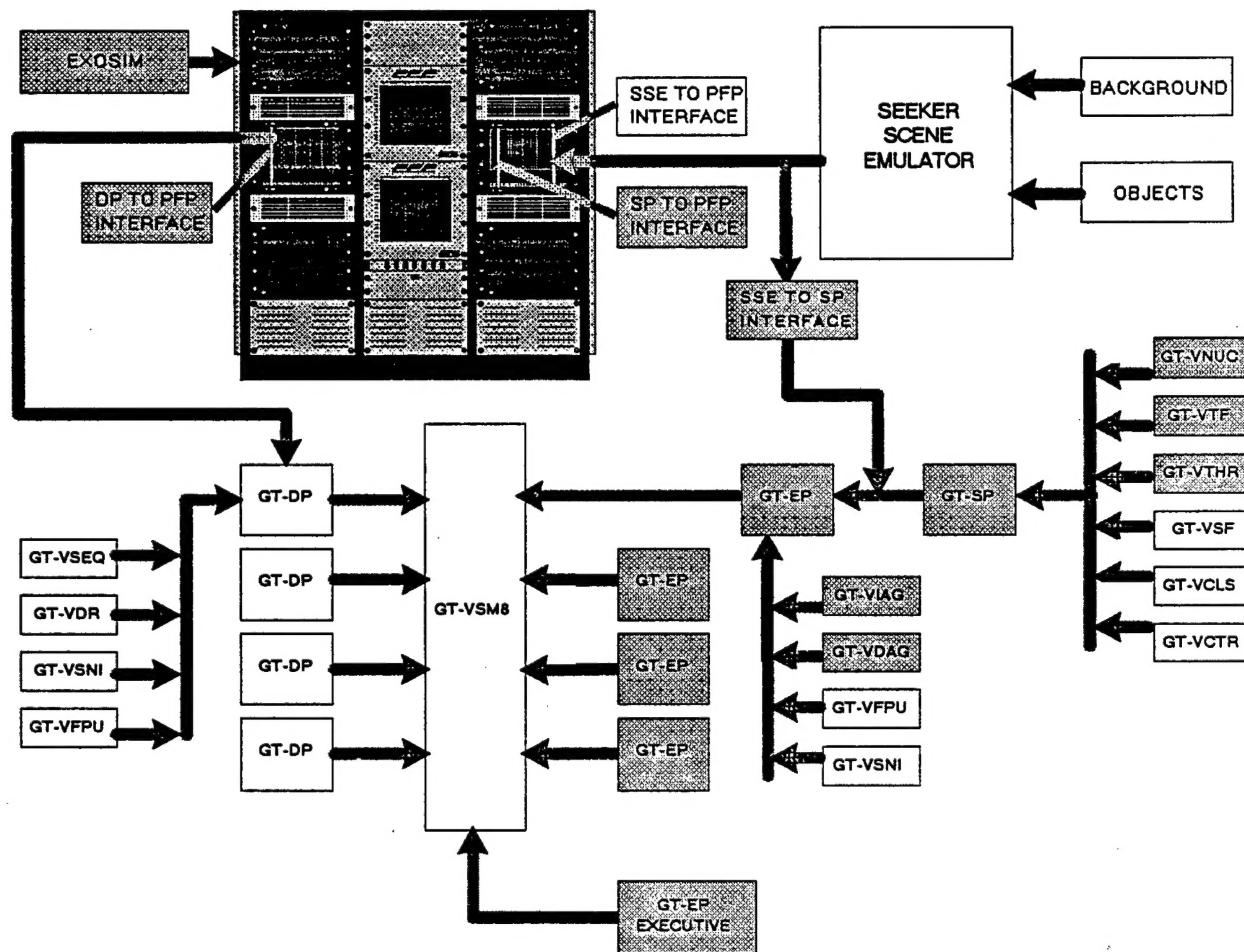 EXOSIM
SSE TO PFP
INTERFACE
SEEKER
SCENE
EMULATOR
BACKGROUND
OBJECTS
DP TO PFP
INTERFACE
SP TO PFP
INTERFACE
SSE TO SP
INTERFACE
GT-VNUC
GT-VTF
GT-VTHR
GT-VSF
GT-VCLS
GT-VCTR
GT-DP
GT-EP
GT-SP
GT-VSEQ
GT-VDR
GT-VSNI
GT-VFPU
GT-DP
GT-DP
GT-DP
GT-VSM8
GT-EP
GT-EP
GT-EP
GT-VIAG
GT-VDAG
GT-VFPU
GT-VSNI
GT-EP
EXECUTIVE